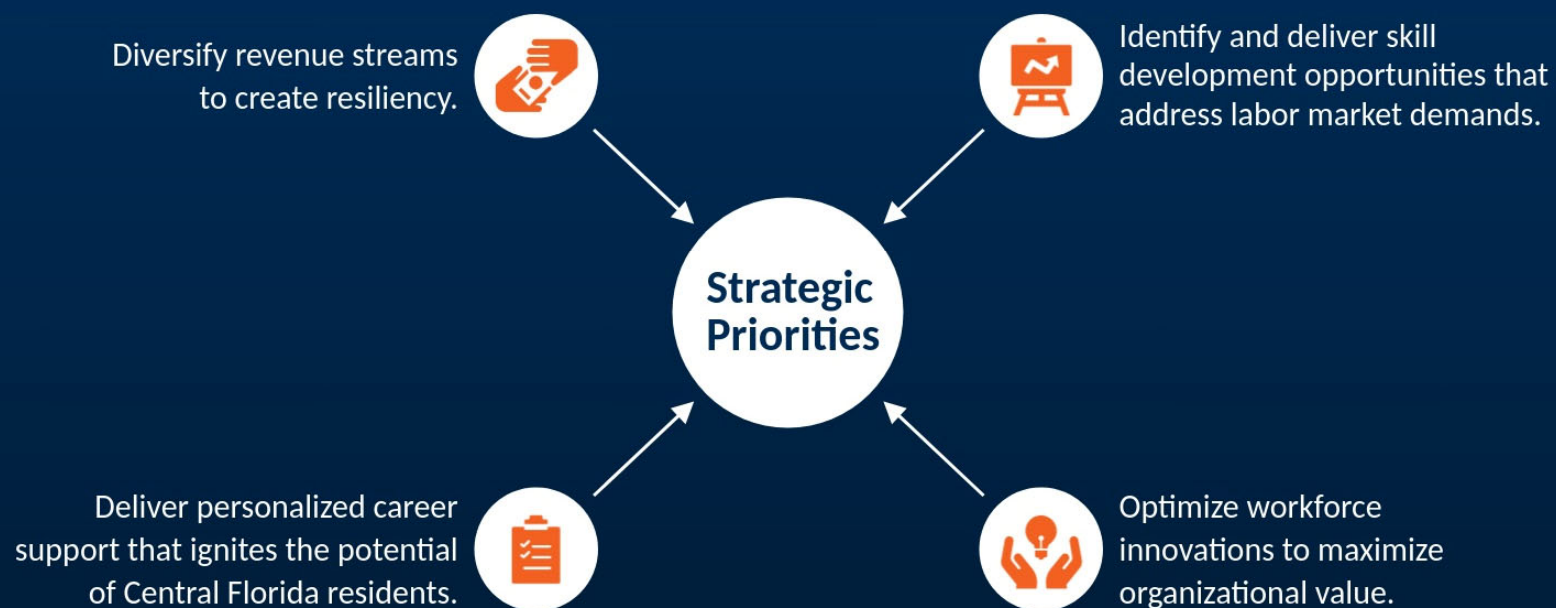 Diversify revenue streams
to create resiliency.
Identify and deliver skill
development opportunities that
address labor market demands.
Strategic
Priorities
Deliver personalized career
support that ignites the potential
of Central Florida residents.
Optimize workforce
innovations to maximize
organizational value.